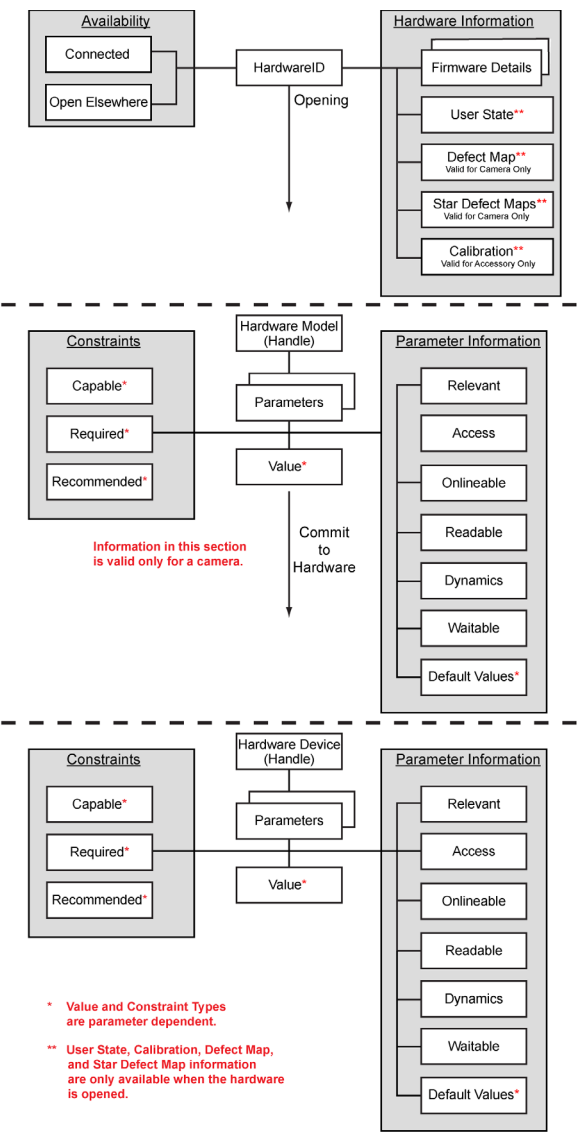 Availability
Connected
Open Elsewhere
HardwareID
Opening
Hardware Information
Firmware Details
User State**
Defect Map**
Valid for Camera Only
Star Defect Maps**
Valid for Camera Only
Calibration**
Valid for Accessory Only
Constraints
Capable*
Required*
Recommended*
Hardware Model
(Handle)
Parameters
Value*
Commit
to
Hardware
Information in this section
is valid only for a camera.
Parameter Information
Relevant
Access
Onlineable
Readable
Dynamics
Waitable
Default Values*
Constraints
Capable*
Required*
Recommended*
Hardware Device
(Handle)
Parameters
Value*
Parameter Information
Relevant
Access
Onlineable
Readable
Dynamics
Waitable
Default Values*
* Value and Constraint Types
are parameter dependent.
** User State, Calibration, Defect Map,
and Star Defect Map information
are only available when the hardware
is opened.